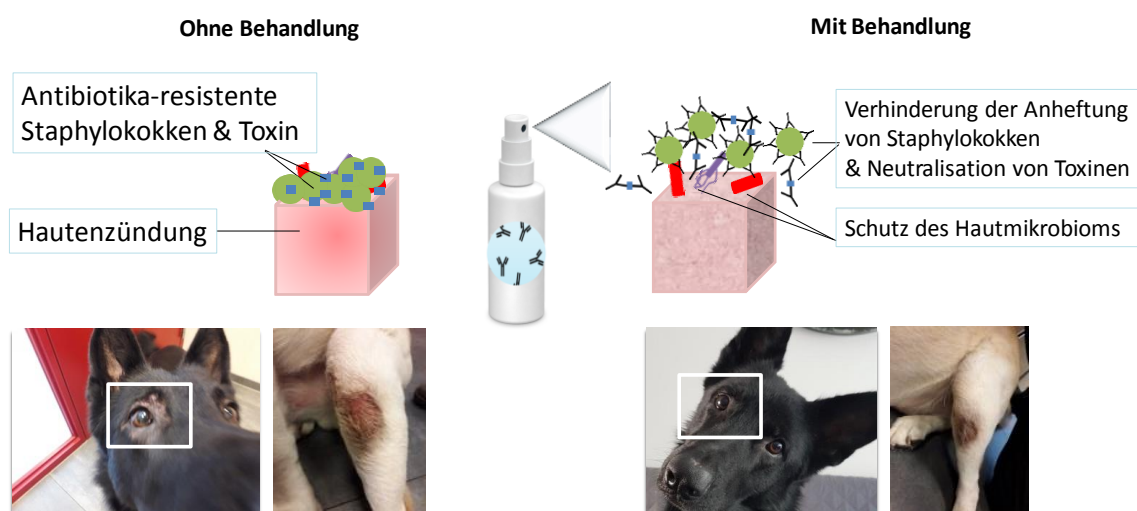 Ohne Behandlung
Mit Behandlung
Antibiotika-resistente
Staphylokokken & Toxin
Hautenzündung
Verhinderung der Anheftung
von Staphylokokken
& Neutralisation von Toxinen
Schutz des Hautmikrobioms